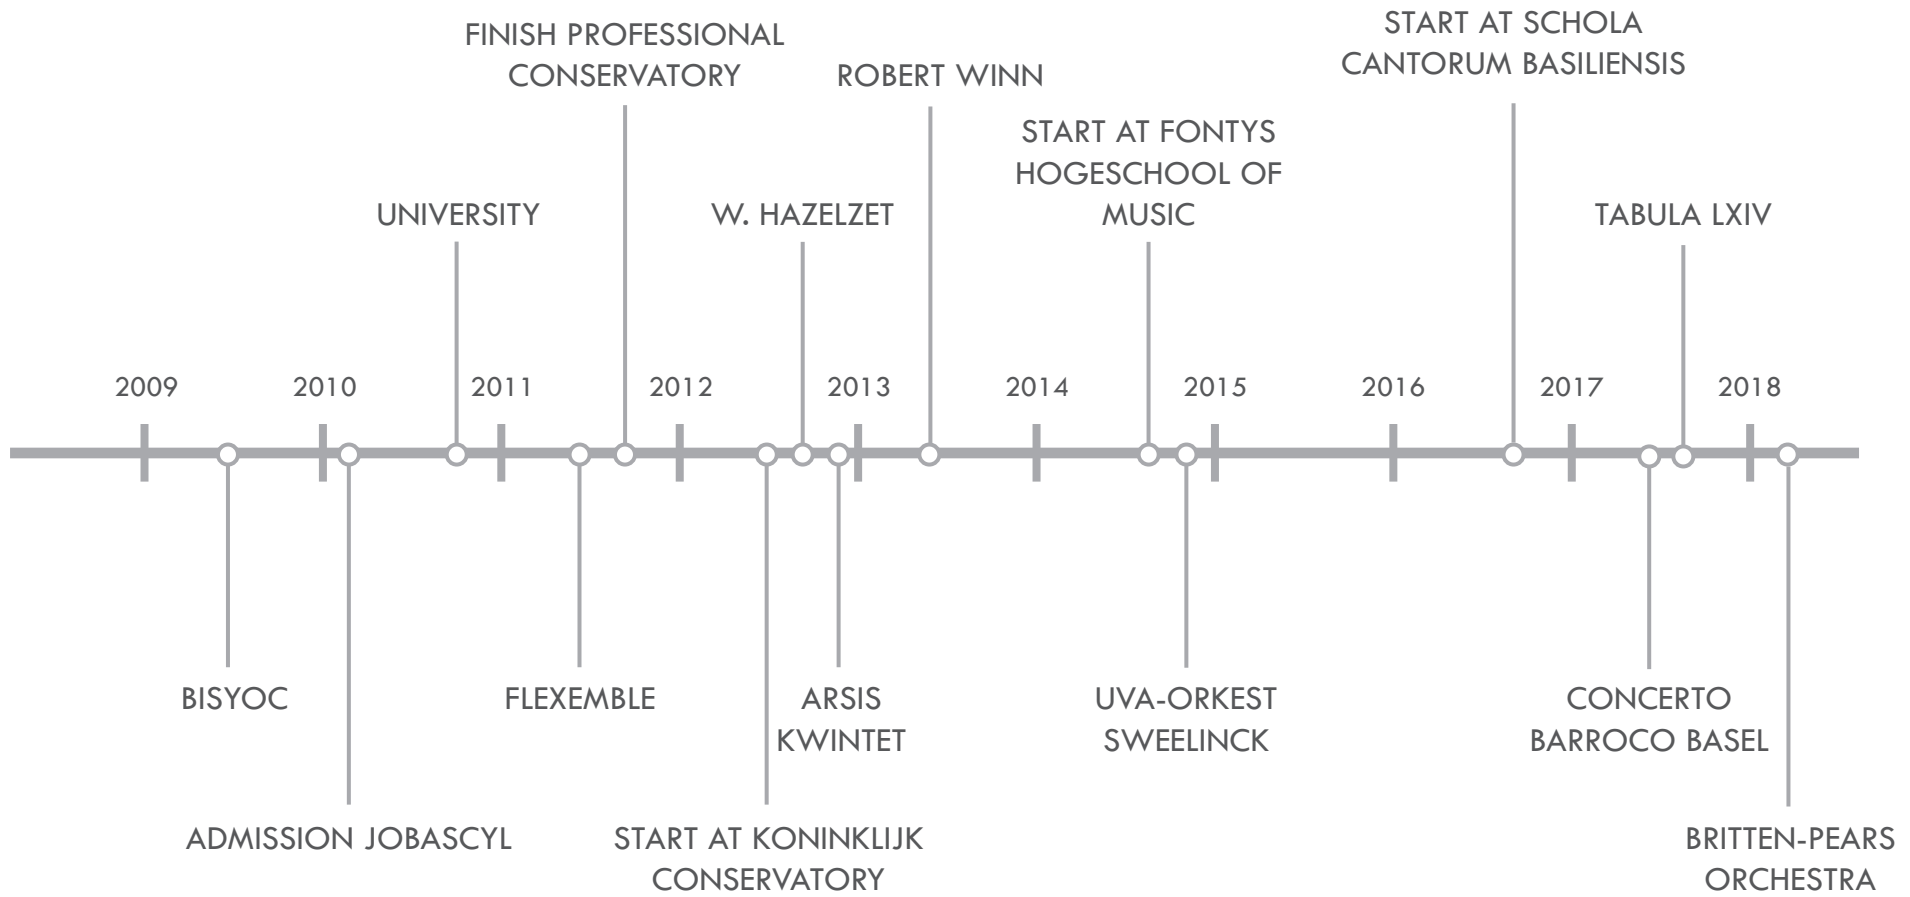 FINISH PROFESSIONAL
CONSERVATORY
ROBERT WINN
START AT SCHOLA
CANTORUM BASILIENSIS
START AT FONTYS
HOGESCHOOL OF
MUSIC
UNIVERSITY
W. HAZELZET
TABULA LXIV
2009 2010 2011 2012 2013 2014 2015 2016 2017 2018
BISYOC
FLEXEMBLE
ARSIS
KWINTET
UVA-ORKEST
SWEELINCK
CONCERTO
BARROCO BASEL
ADMISSION JOBASCYL
START AT KONINKLIJK
CONSERVATORY
BRITTEN-PEARS
ORCHESTRA